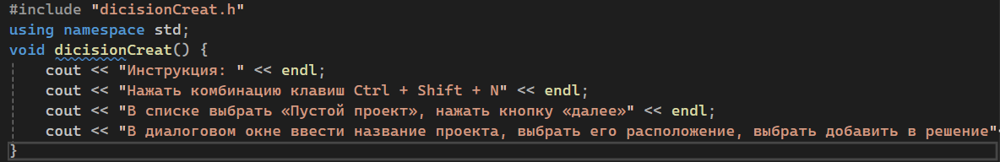 #include "dicisionCreat.h"
using namespace std;
void dicisionCreat() {
cout << "Инструкция: " << endl;
cout << "Нажать комбинацию клавиш Ctrl + Shift + N" << endl;
cout << "В списке выбрать «Пустой проект», нажать кнопку «далее»" << endl;
cout << "В диалоговом окне ввести название проекта, выбрать его расположение, выбрать добавить в решение"
}